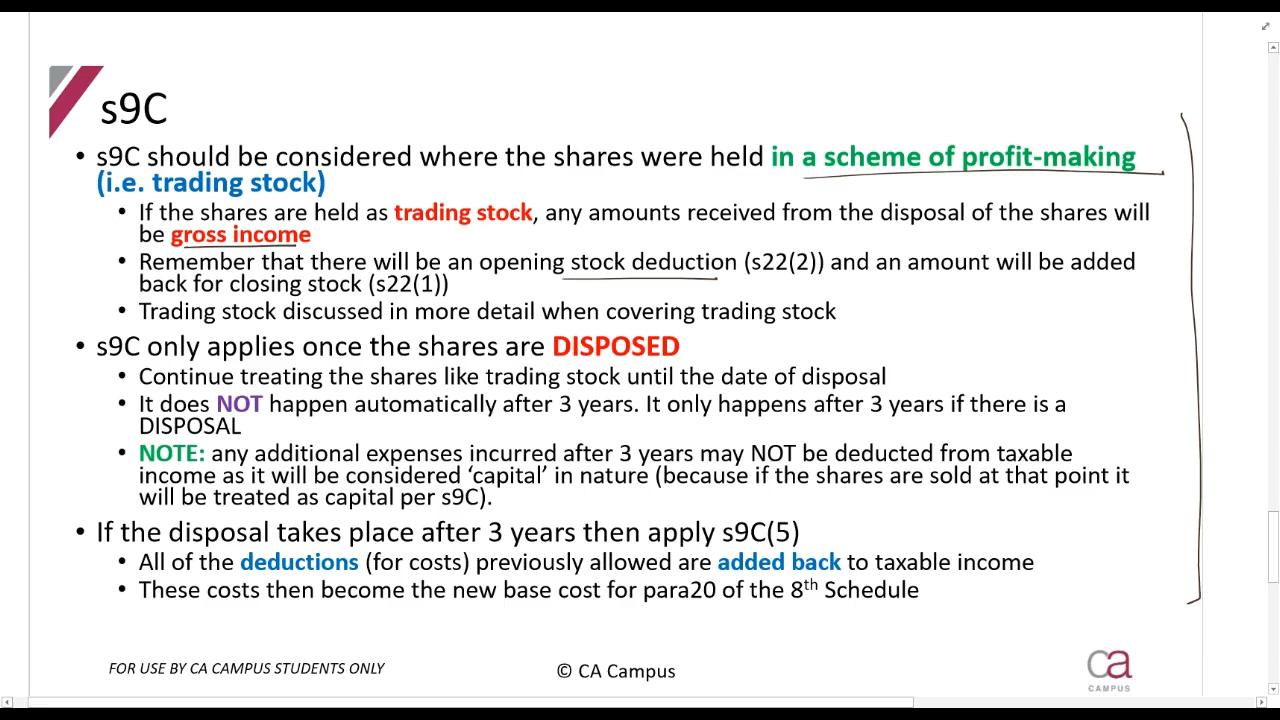 s9C
• s9C should be considered where the shares were held in a scheme of profit-making
(i.e. trading stock)
• If the shares are held as trading stock, any amounts received from the disposal of the shares will
be gross income
• Remember that there will be an opening stock deduction (s22(2)) and an amount will be added
back for closing stock (s22(1))
• Trading stock discussed in more detail when covering trading stock
• s9C only applies once the shares are DISPOSED
• Continue treating the shares like trading stock until the date of disposal
• It does NOT happen automatically after 3 years. It only happens after 3 years if there is a
DISPOSAL
• NOTE: any additional expenses incurred after 3 years may NOT be deducted from taxable
income as it will be considered ‘capital’ in nature (because if the shares are sold at that point it
will be treated as capital per s9C).
• If the disposal takes place after 3 years then apply s9C(5)
• All of the deductions (for costs) previously allowed are added back to taxable income
• These costs then become the new base cost for para20 of the 8th Schedule
FOR USE BY CA CAMPUS STUDENTS ONLY
© CA Campus
ca
CAMPUS